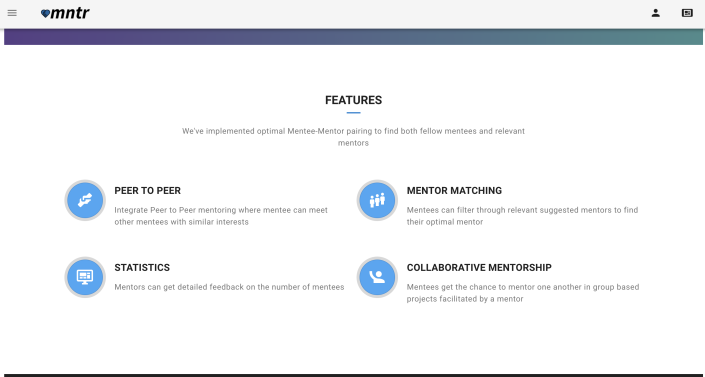 mntr
FEATURES
We've implemented optimal Mentee-Mentor pairing to find both fellow mentees and relevant
mentors
PEER TO PEER
Integrate Peer to Peer mentoring where mentee can meet
other mentees with similar interests
MENTOR MATCHING
Mentees can filter through relevant suggested mentors to find
their optimal mentor
STATISTICS
Mentors can get detailed feedback on the number of mentees
COLLABORATIVE MENTORSHIP
Mentees get the chance to mentor one another in group based
projects facilitated by a mentor